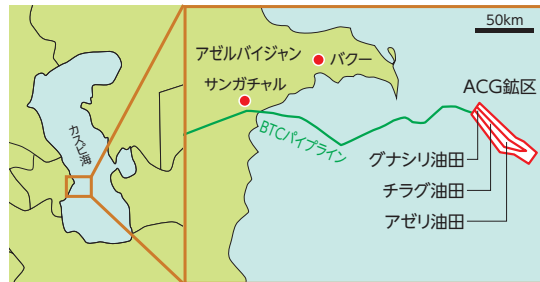 50km
アゼルバイジャン
バクー
サンガチャル
ACG鉱区
カスピ海
BTCパイプライン
グナシリ油田
チラグ油田
アゼリ油田